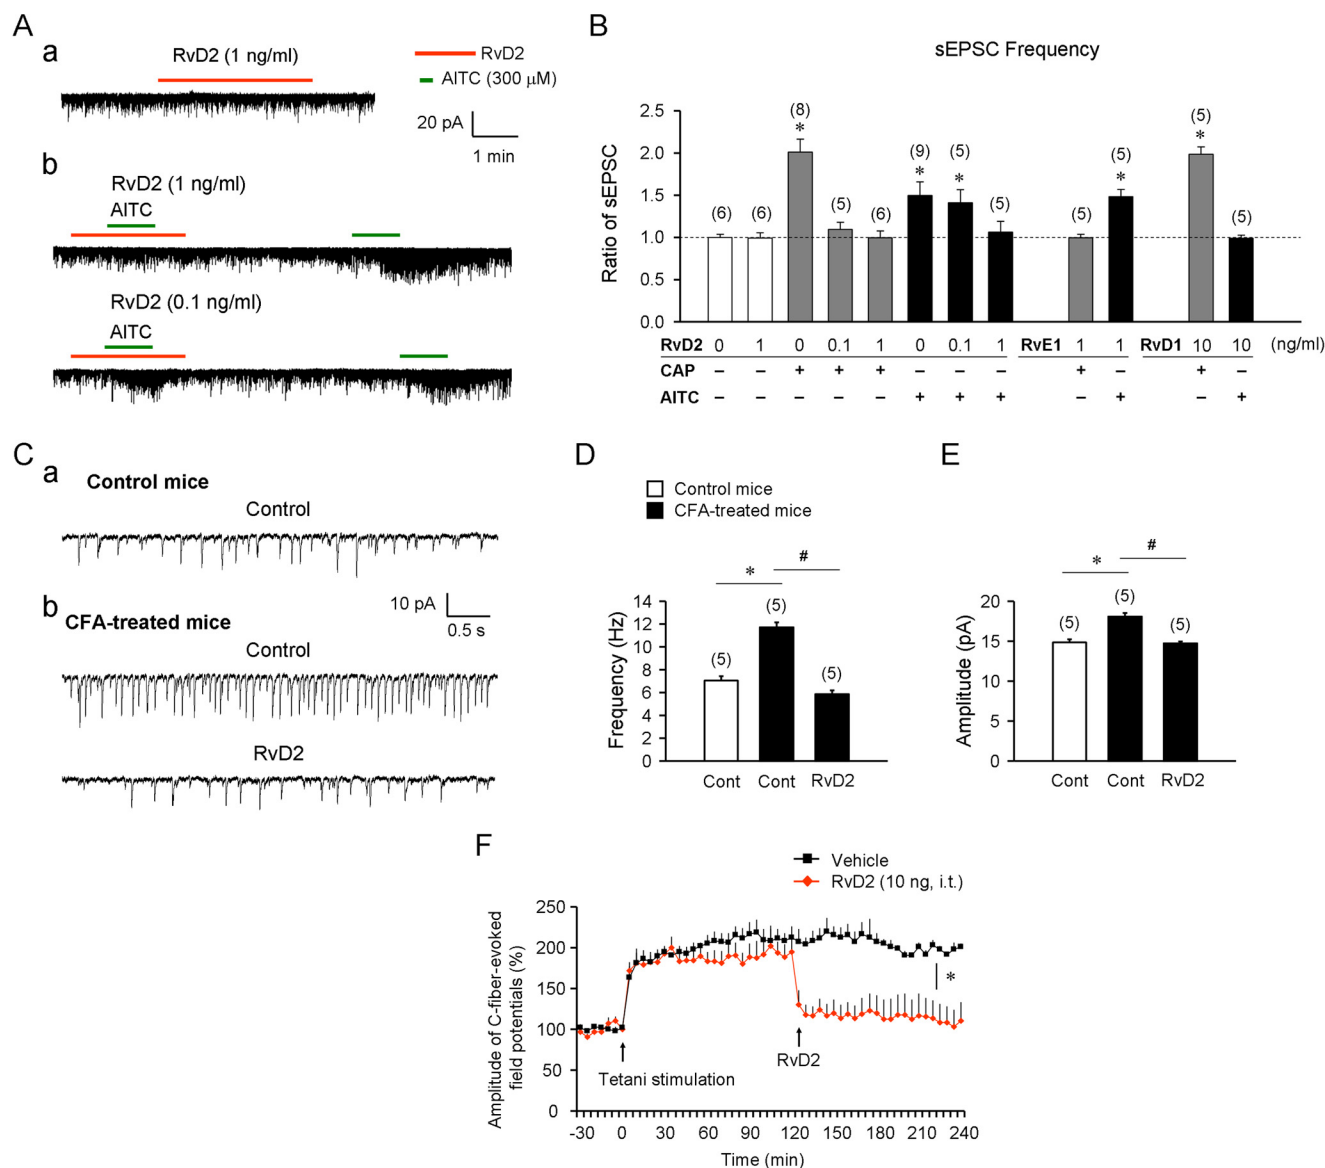 A
a
RvD2 (1 ng/ml)
RvD2
AITC (300 μM)
20 pA
1 min
b
RvD2 (1 ng/ml)
AITC
RvD2 (0.1 ng/ml)
AITC
B
sEPSC Frequency
Ratio of sEPSC
2.5
2.0
1.5
1.0
0.5
0.0
(6) (6) (8) (5) (6) (9) (5) (5) (5) (5) (5) (5)
* * * * *
RvD2 0 1 0 0.1 1 0 0.1 1 RvE1 1 1 RvD1 10 10 (ng/ml)
CAP – – + + + – – – + – + –
AITC – – – – – + + + – + – +
C
a
Control mice
Control
10 pA
0.5 s
b
CFA-treated mice
Control
RvD2
D
Control mice
CFA-treated mice
* #
Frequency (Hz)
14
12
10
8
6
4
2
0
(5) (5) (5)
Cont Cont RvD2
E
* #
Amplitude (pA)
20
15
10
5
0
(5) (5) (5)
Cont Cont RvD2
F
Vehicle
RvD2 (10 ng, i.t.)
Amplitude of C-fiber-evoked
field potentials (%)
250
200
150
100
50
0
*
Tetani stimulation
RvD2
-30 0 30 60 90 120 150 180 210 240
Time (min)